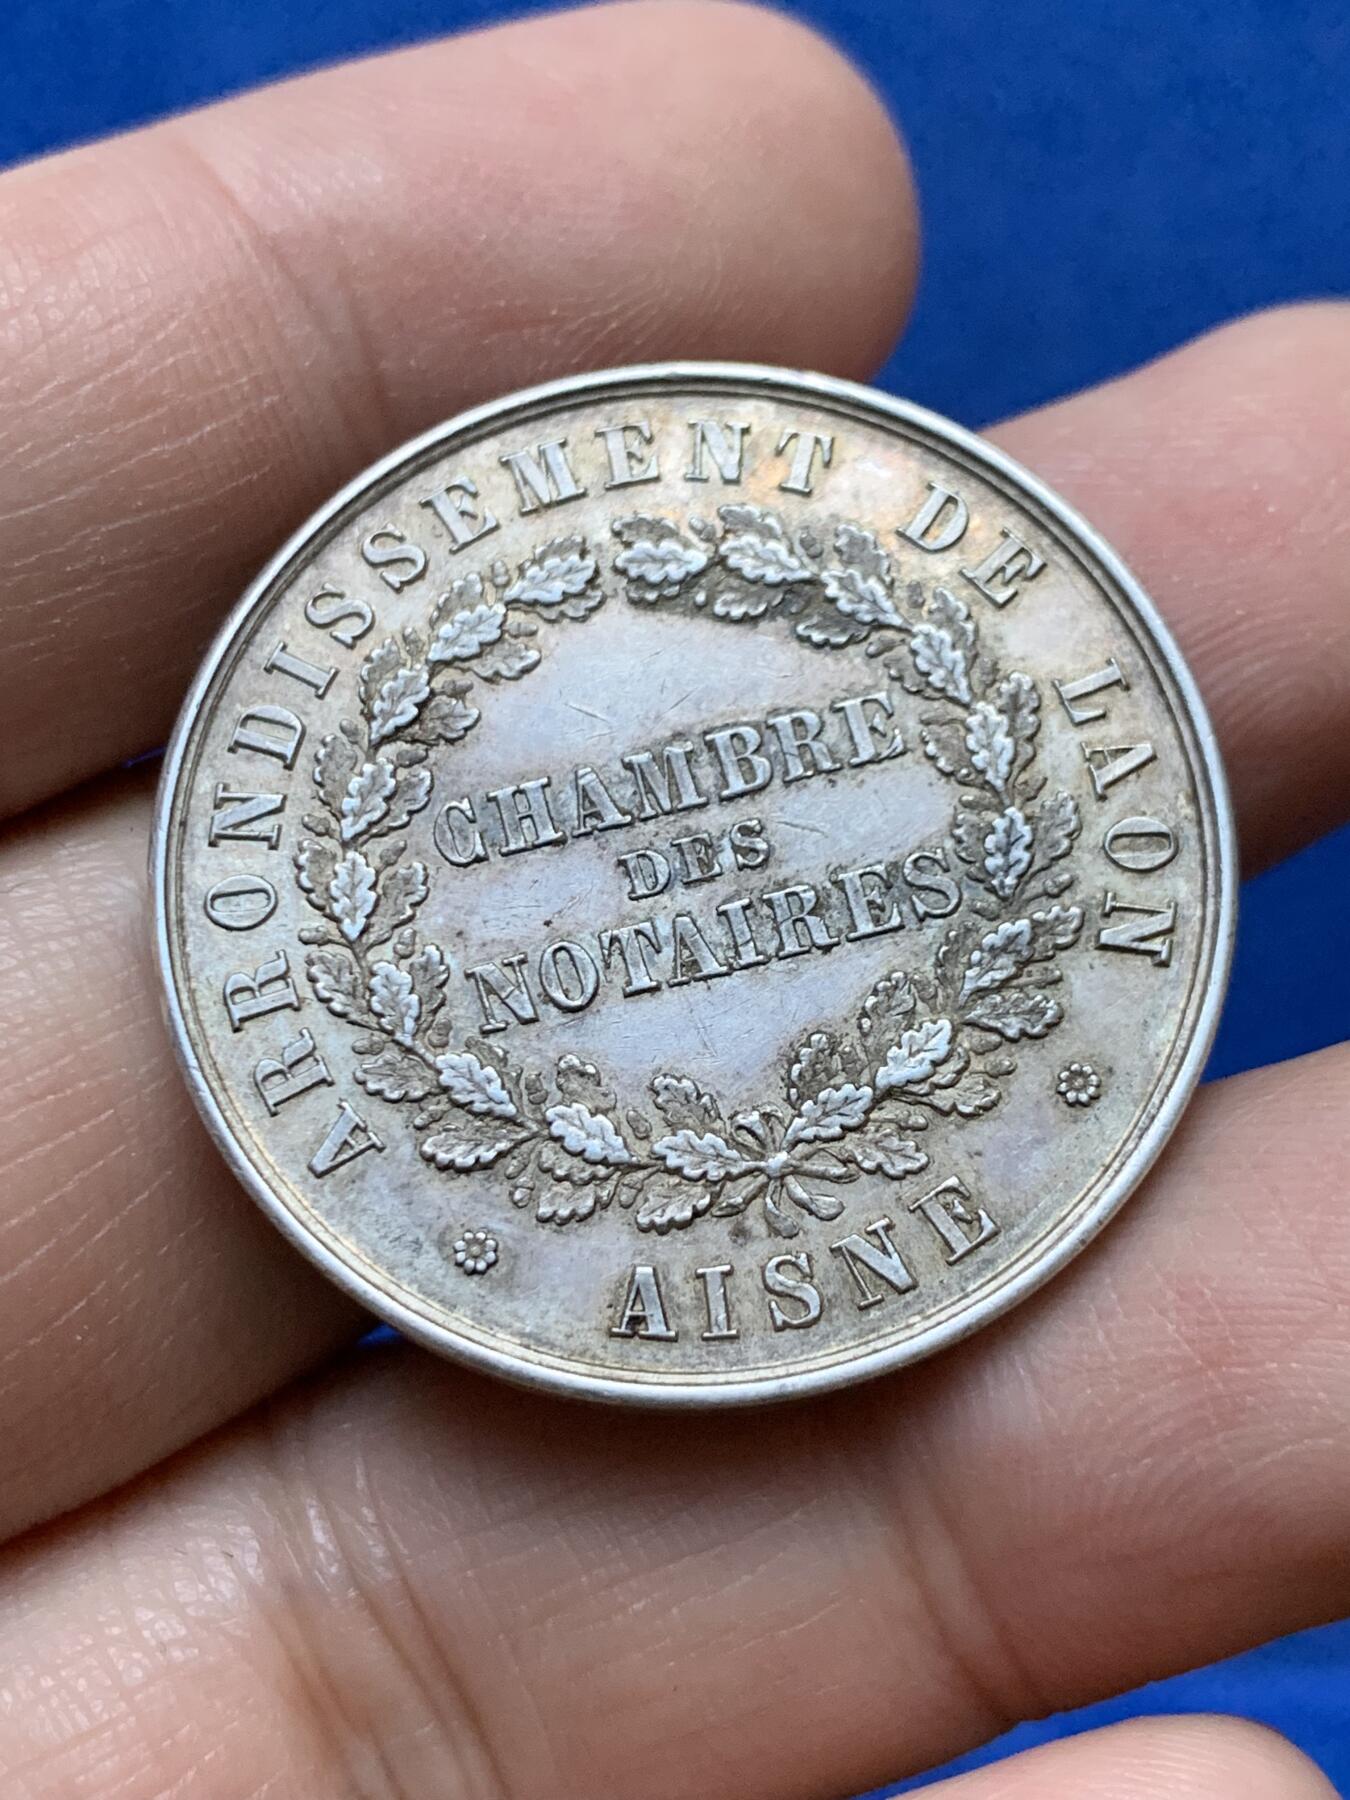 ARRONDISSEMENT DE LAON
CHAMBRE
DES
NOTAIRES
AISNE